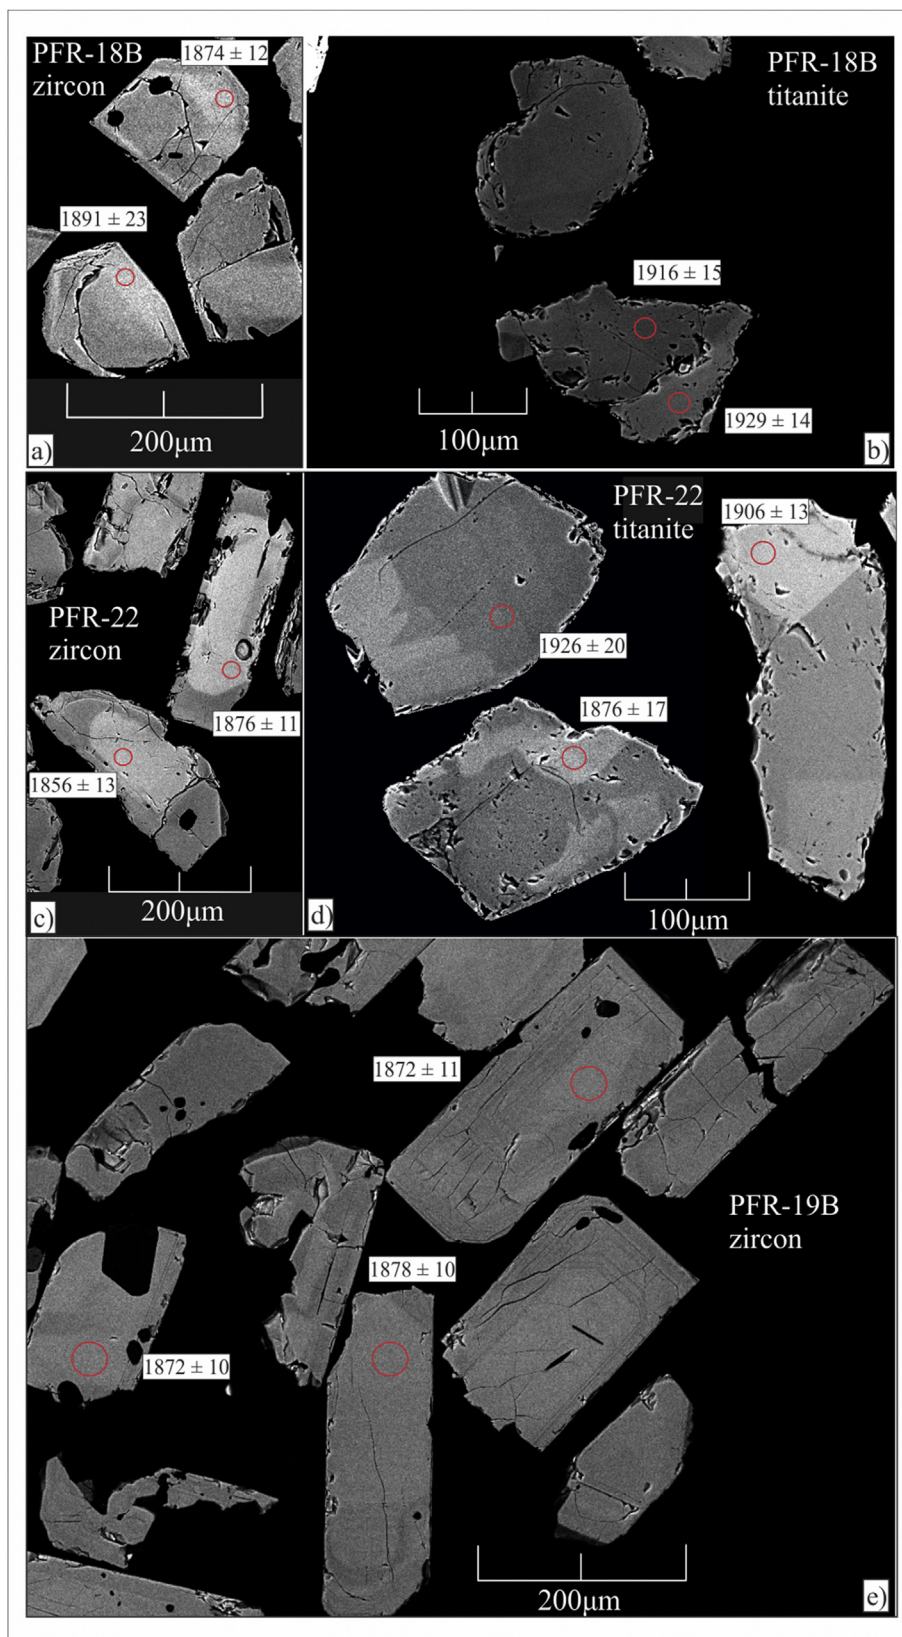 PFR-18B
zircon
1874 ± 12
1891 ± 23
200μm
a)
PFR-18B
titanite
1916 ± 15
1929 ± 14
100μm
b)
PFR-22
zircon
1876 ± 11
1856 ± 13
200μm
c)
PFR-22
titanite
1906 ± 13
1926 ± 20
1876 ± 17
100μm
d)
1872 ± 11
PFR-19B
zircon
1878 ± 10
1872 ± 10
200μm
e)